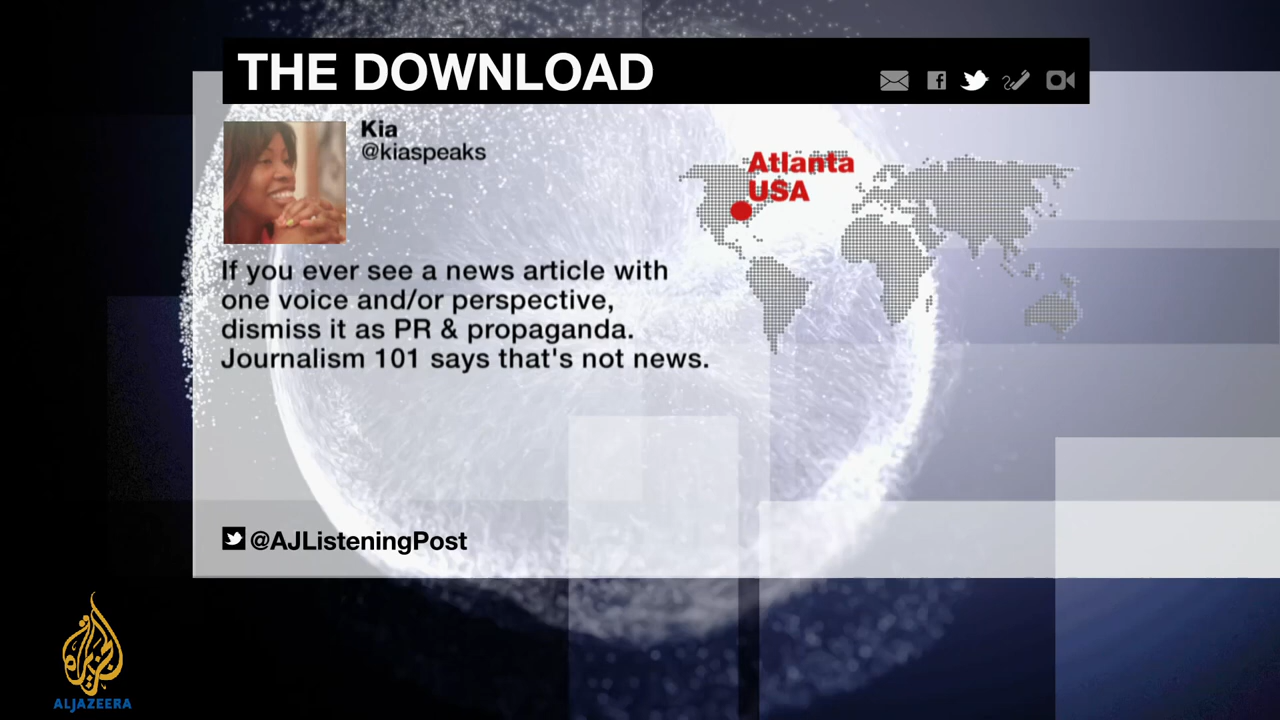 THE DOWNLOAD
Kia
@kiaspeaks
Atlanta
USA
If you ever see a news article with
one voice and/or perspective,
dismiss it as PR & propaganda.
Journalism 101 says that's not news.
@AJListeningPost
ALJAZEERA